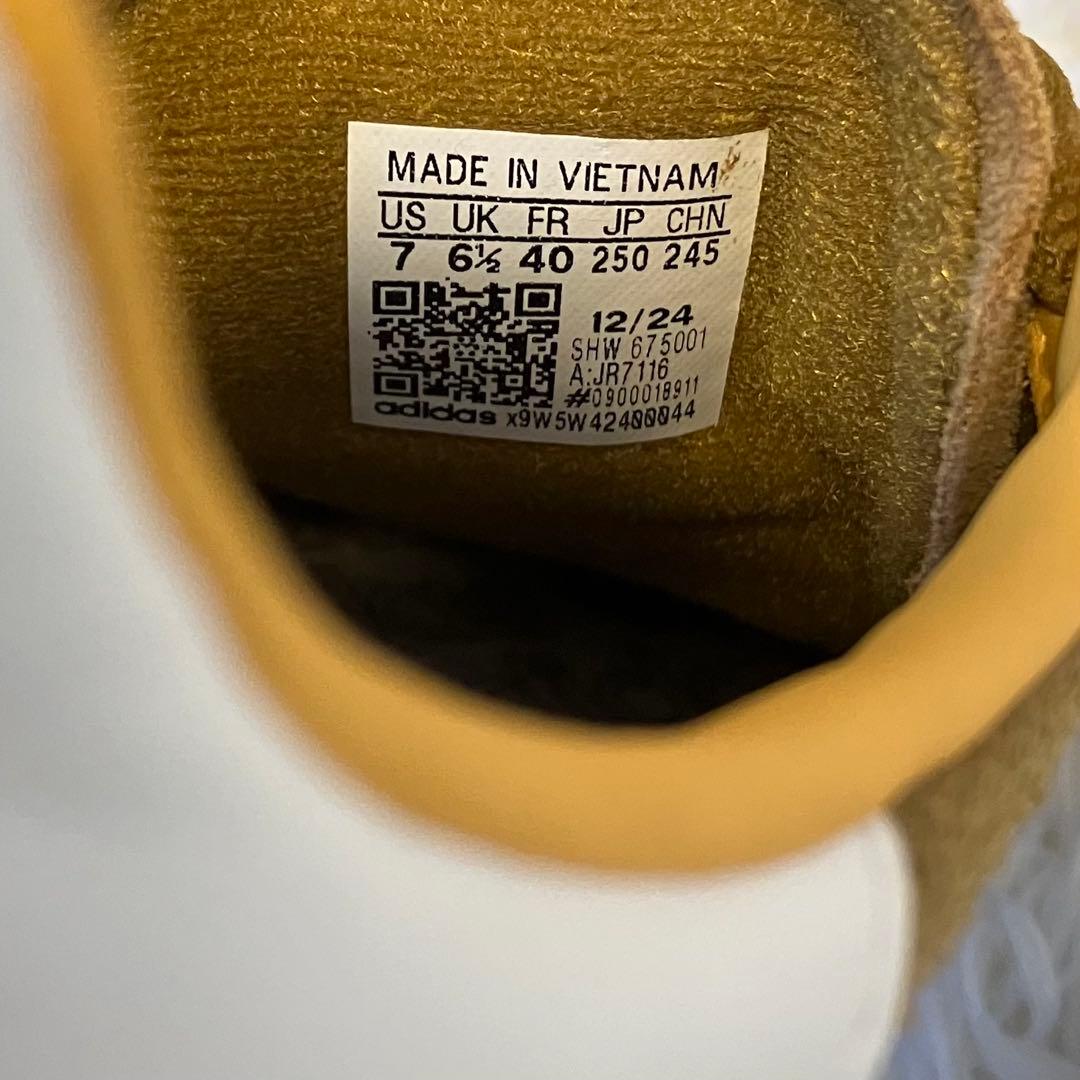 MADE IN VIETNAM
US UK FR JP CHN
7 6½ 40 250 245
12/24
SHW 675001
A:JR7116
#0900018911
adidas x9W5W42400044